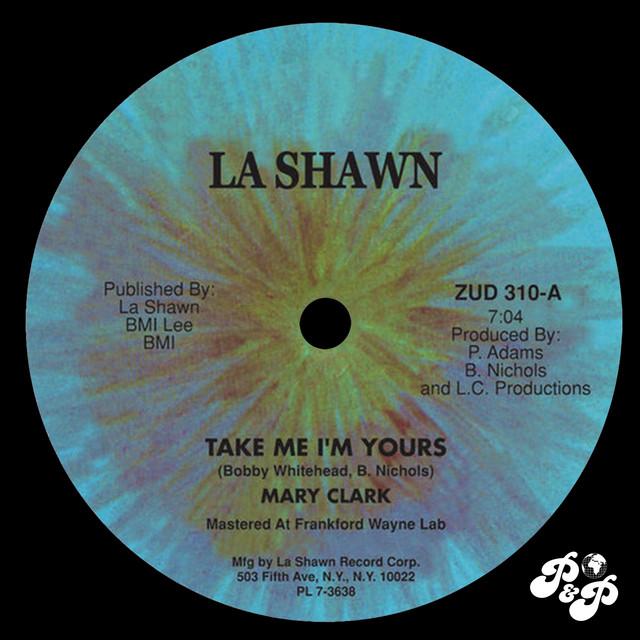 LA SHAWN
Published By:
La Shawn
BMI Lee
BMI
ZUD 310-A
7:04
Produced By:
P. Adams
B. Nichols
and L.C. Productions
TAKE ME I'M YOURS
(Bobby Whitehead, B. Nichols)
MARY CLARK
Mastered At Frankford Wayne Lab
Mfg by La Shawn Record Corp.
503 Fifth Ave, N.Y., N.Y. 10022
PL 7-3638
P&P